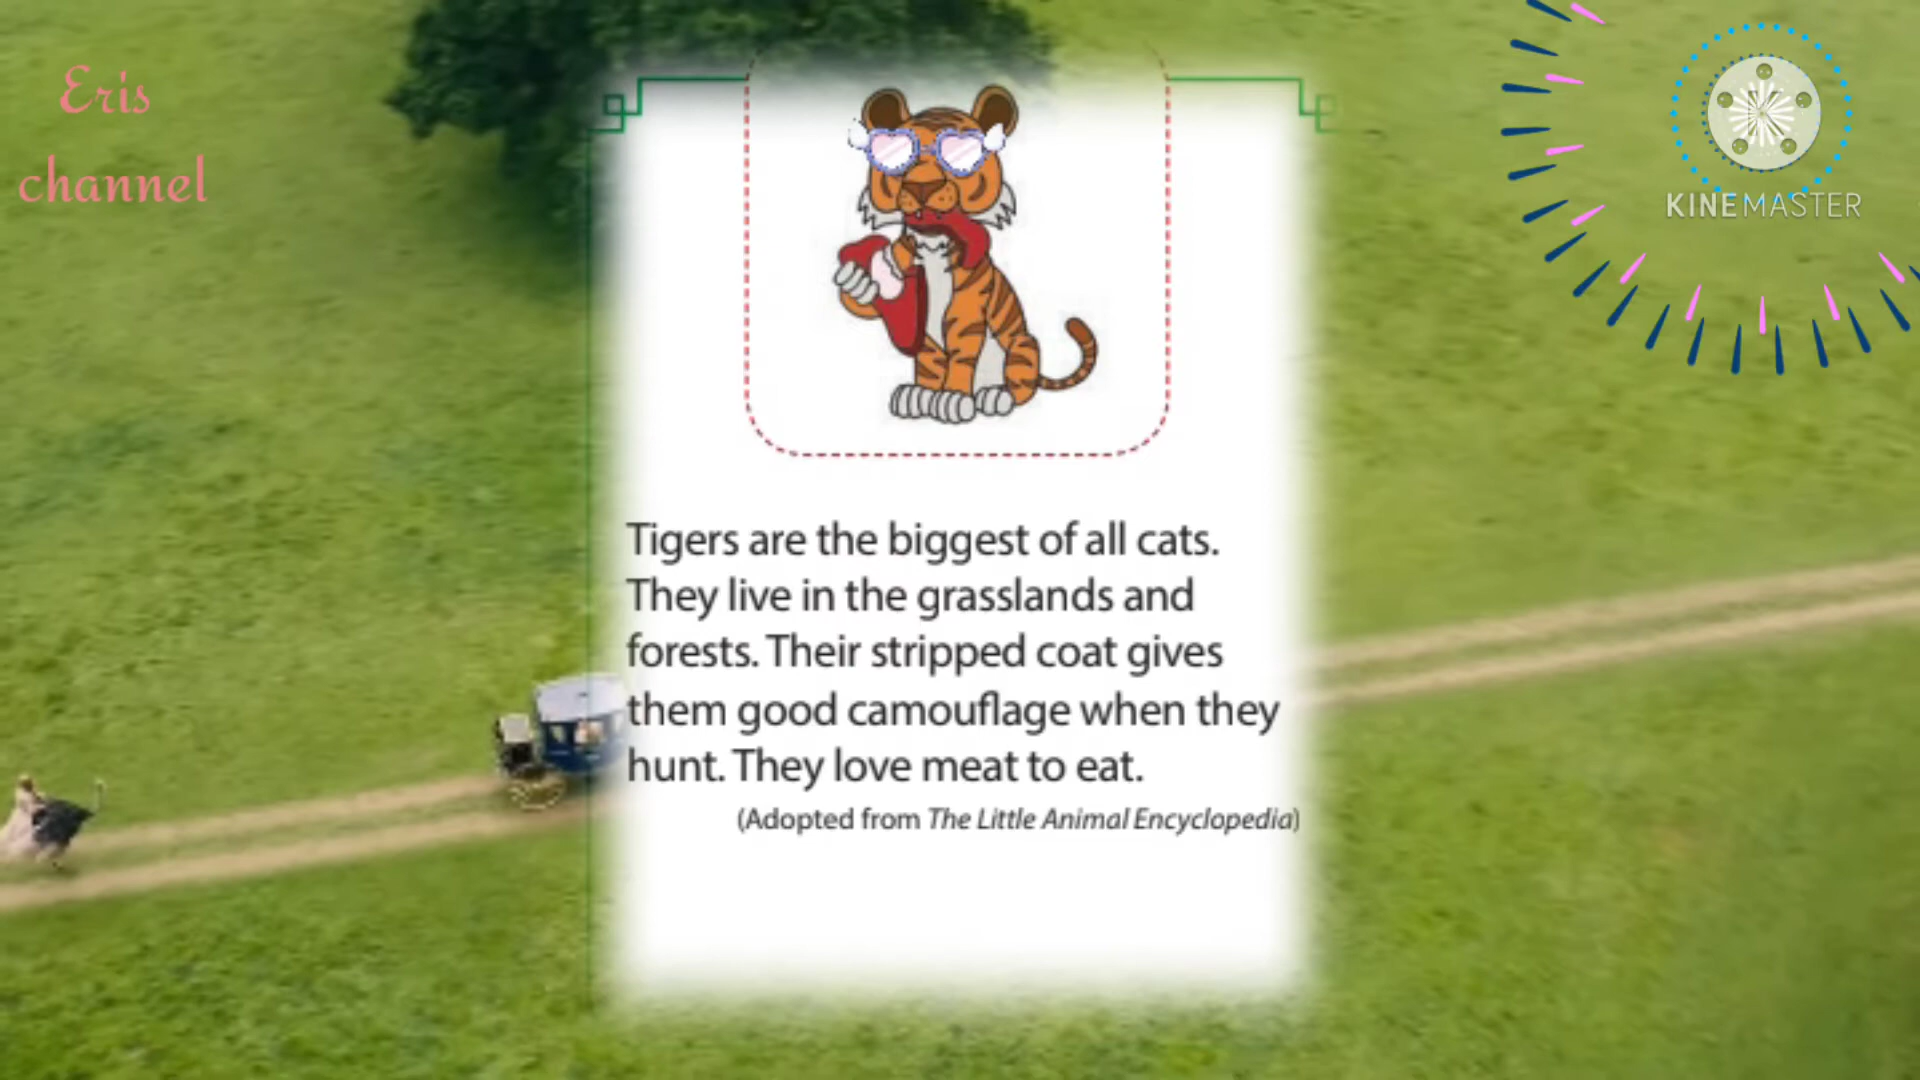 Eris
channel
KINEMASTER
Tigers are the biggest of all cats.
They live in the grasslands and
forests. Their stripped coat gives
them good camouflage when they
hunt. They love meat to eat.
(Adopted from The Little Animal Encyclopedia)